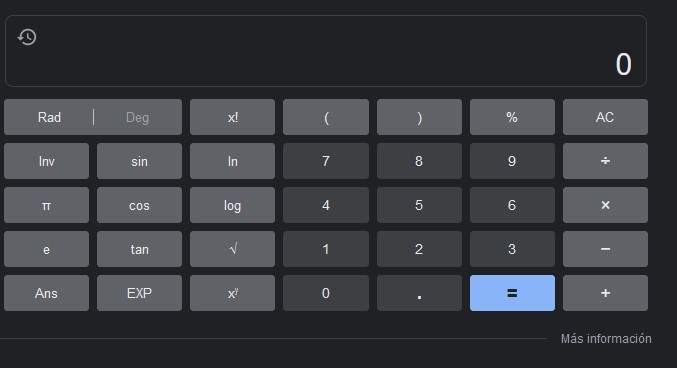 0
Rad | Deg x! ( ) % AC
Inv sin ln 7 8 9 ÷
π cos log 4 5 6 ×
e tan √ 1 2 3 −
Ans EXP xʸ 0 . = +
Más información